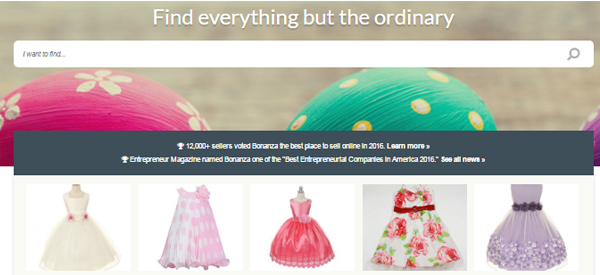 Find everything but the ordinary
I want to find...
12,000+ sellers voted Bonanza the best place to sell online in 2016. Learn more »
Entrepreneur Magazine named Bonanza one of the "Best Entrepreneurial Companies in America 2016." See all news »